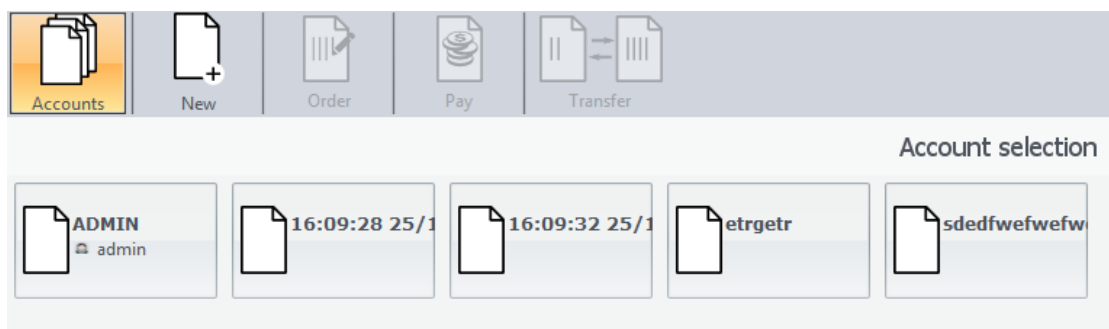 Accounts
New
Order
Pay
Transfer
Account selection
ADMIN
admin
16:09:28 25/1
16:09:32 25/1
etrgetr
sdedfwefwefw